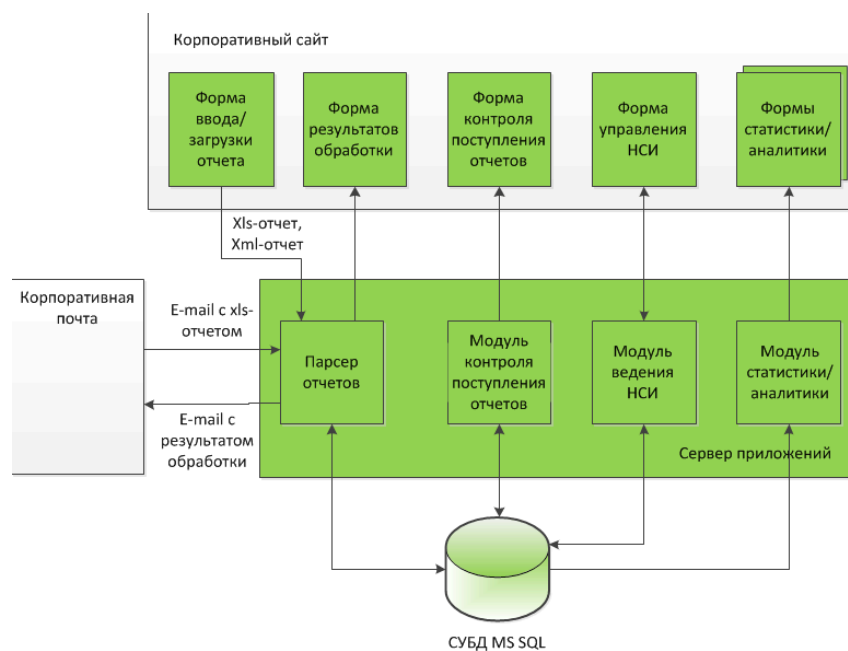 Корпоративный сайт
Форма
ввода/
загрузки
отчета
Форма
результатов
обработки
Форма
контроля
поступления
отчетов
Форма
управления
НСИ
Формы
статистики/
аналитики
Xls-отчет,
Xml-отчет
Корпоративная
почта
E-mail с xls-
отчетом
E-mail с
результатом
обработки
Парсер
отчетов
Модуль
контроля
поступления
отчетов
Модуль
ведения
НСИ
Модуль
статистики/
аналитики
Сервер приложений
СУБД MS SQL